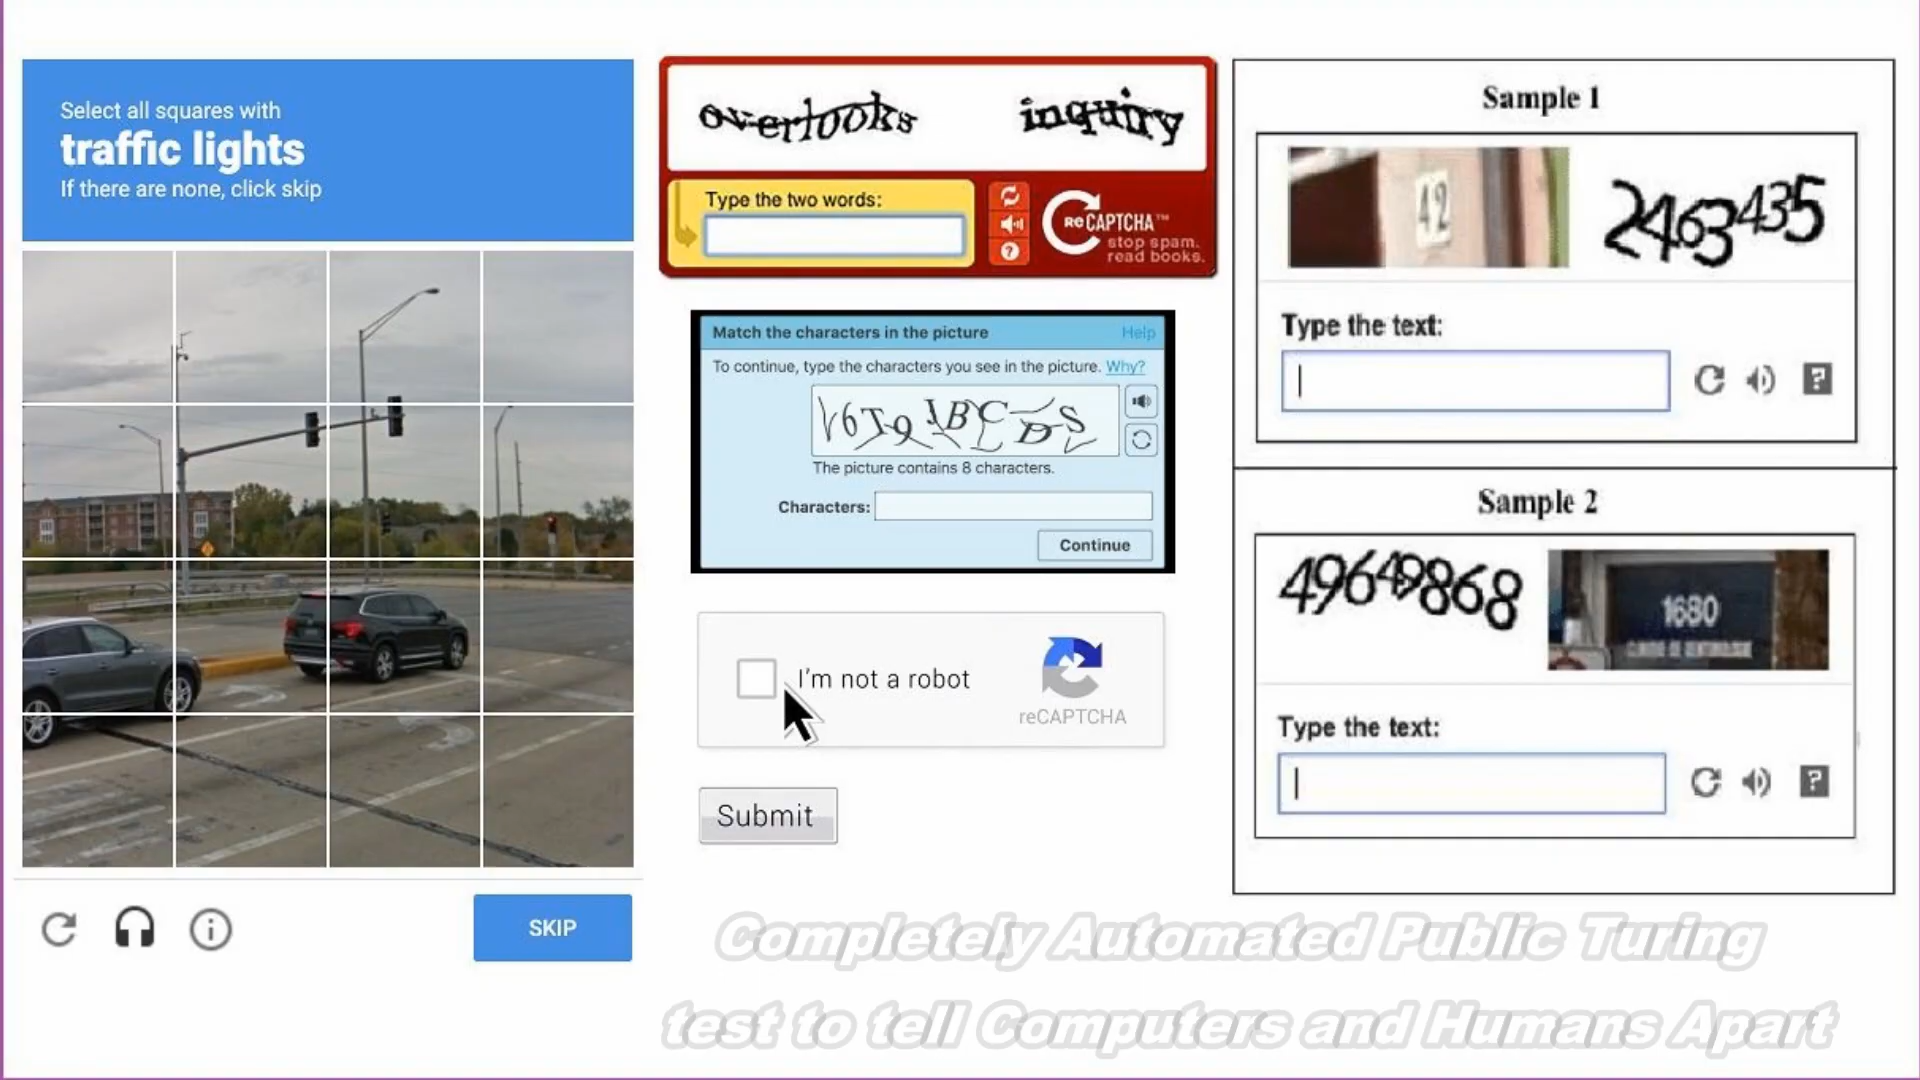 Select all squares with
traffic lights
If there are none, click skip
SKIP
overlooks inquiry
Type the two words:
reCAPTCHA™
stop spam.
read books.
Match the characters in the picture
Help
To continue, type the characters you see in the picture. Why?
The picture contains 8 characters.
Characters:
Continue
I'm not a robot
reCAPTCHA
Submit
Sample 1
42
2463435
Type the text:
Sample 2
49649868
1680
Type the text:
Completely Automated Public Turing
test to tell Computers and Humans Apart